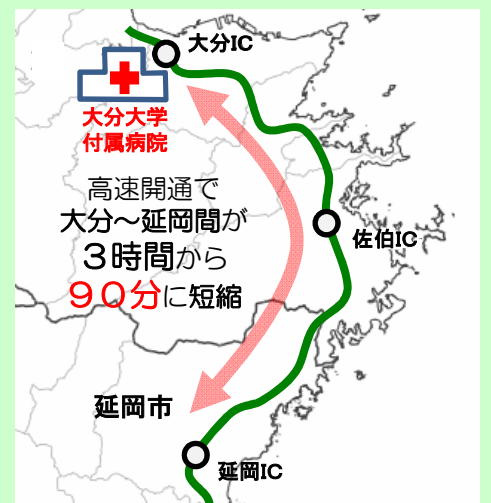 大分IC
大分大学
付属病院
高速開通で
大分～延岡間が
３時間から
９０分に短縮
佐伯IC
延岡市
延岡IC